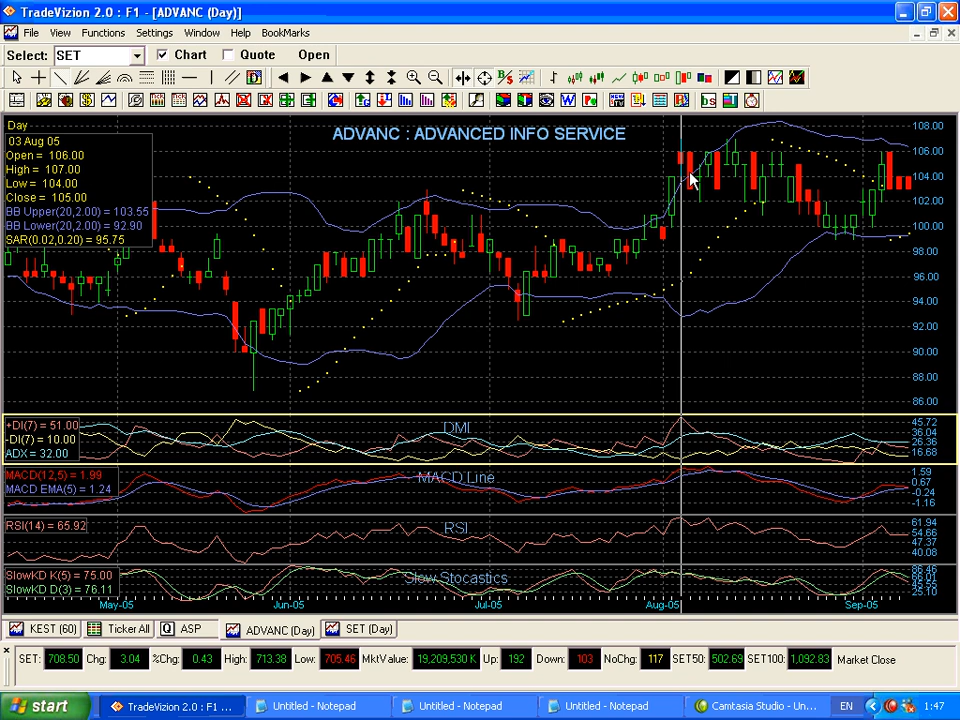 TradeVizion 2.0 : F1 - [ADVANC (Day)]
File View Functions Settings Window Help BookMarks
Select: SET Chart Quote Open
Day
03 Aug 05
Open = 106.00
High = 107.00
Low = 104.00
Close = 105.00
BB Upper(20,2.00) = 103.55
BB Lower(20,2.00) = 92.90
SAR(0.02,0.20) = 95.75
ADVANC : ADVANCED INFO SERVICE
108.00
106.00
104.00
102.00
100.00
98.00
96.00
94.00
92.00
90.00
88.00
86.00
+DI(7) = 51.00
-DI(7) = 10.00
ADX = 32.00
DMI
45.72
36.04
26.36
16.68
MACD(12,5) = 1.99
MACD EMA(5) = 1.24
MACD Line
1.59
0.67
-0.24
-1.16
RSI(14) = 65.92
RSI
61.94
54.66
47.37
40.08
SlowKD K(5) = 75.00
SlowKD D(3) = 76.11
Slow Stocastics
86.46
25.10
May-05 Jun-05 Jul-05 Aug-05 Sep-05
KEST (60) Ticker All Q ASP ADVANC (Day) SET (Day)
SET: 708.50 Chg: 3.04 %Chg: 0.43 High: 713.38 Low: 705.46 MktValue: 19,209,530 K Up: 192 Down: 103 NoChg: 117 SET50: 502.69 SET100: 1,092.83 Market Close
start TradeVizion 2.0 : F1 ... Untitled - Notepad Untitled - Notepad Untitled - Notepad Camtasia Studio - Un... EN 1:47